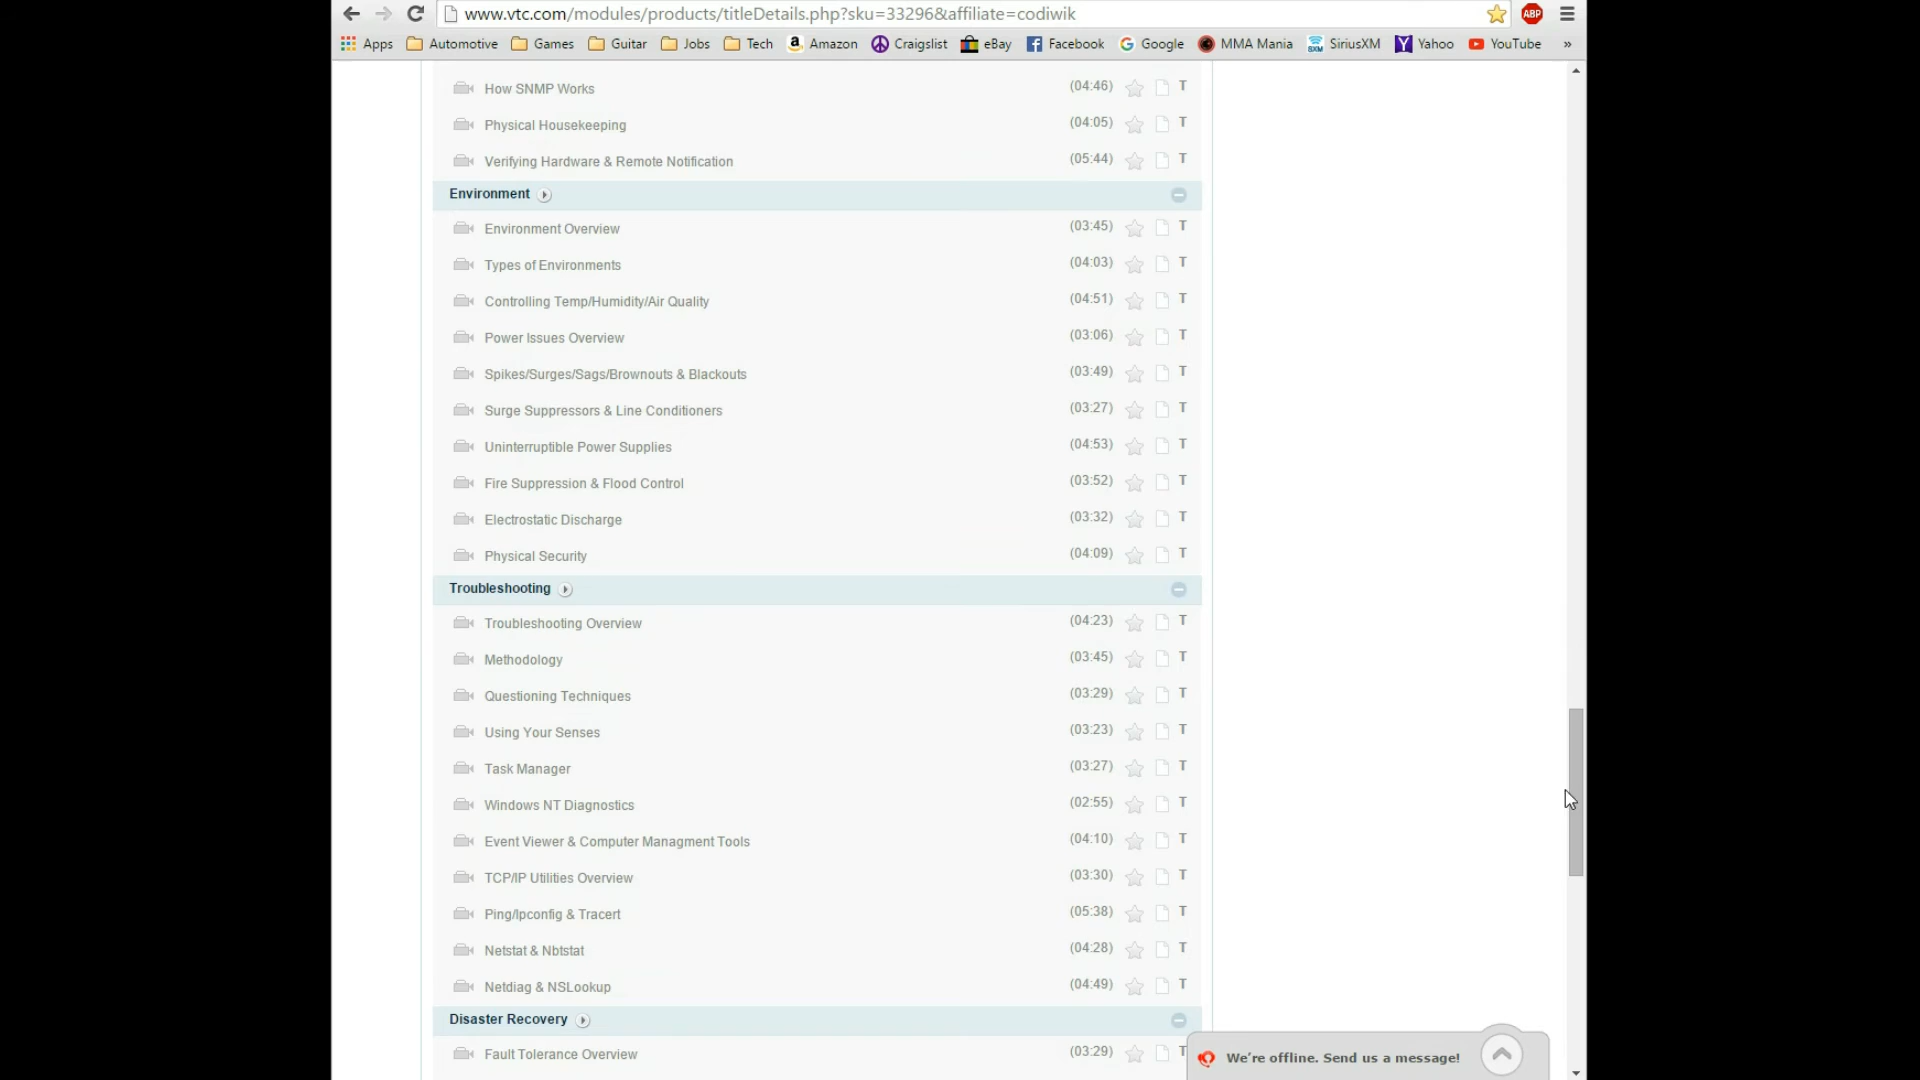 www.vtc.com/modules/products/titleDetails.php?sku=33296&affiliate=codiwik ABP
Apps Automotive Games Guitar Jobs Tech Amazon Craigslist eBay Facebook Google MMA Mania SiriusXM Yahoo YouTube »
How SNMP Works (04:46) T
Physical Housekeeping (04:05) T
Verifying Hardware & Remote Notification (05:44) T
Environment
Environment Overview (03:45) T
Types of Environments (04:03) T
Controlling Temp/Humidity/Air Quality (04:51) T
Power Issues Overview (03:06) T
Spikes/Surges/Sags/Brownouts & Blackouts (03:49) T
Surge Suppressors & Line Conditioners (03:27) T
Uninterruptible Power Supplies (04:53) T
Fire Suppression & Flood Control (03:52) T
Electrostatic Discharge (03:32) T
Physical Security (04:09) T
Troubleshooting
Troubleshooting Overview (04:23) T
Methodology (03:45) T
Questioning Techniques (03:29) T
Using Your Senses (03:23) T
Task Manager (03:27) T
Windows NT Diagnostics (02:55) T
Event Viewer & Computer Managment Tools (04:10) T
TCP/IP Utilities Overview (03:30) T
Ping/Ipconfig & Tracert (05:38) T
Netstat & Nbtstat (04:28) T
Netdiag & NSLookup (04:49) T
Disaster Recovery
Fault Tolerance Overview (03:29) T
We're offline. Send us a message!